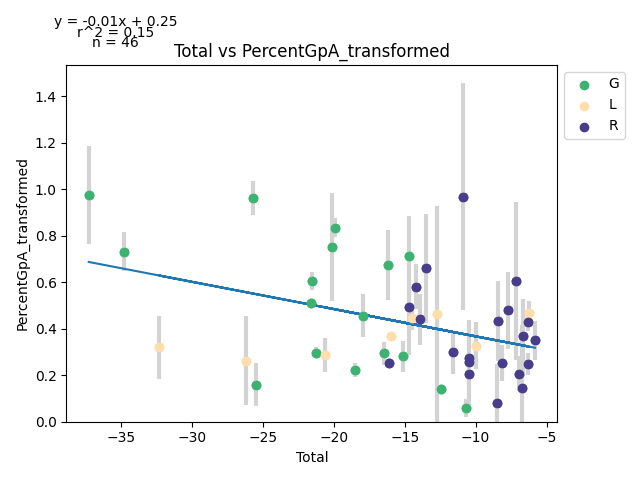 y = -0.01x + 0.25
r^2 = 0.15
n = 46
Total vs PercentGpA_transformed
G
L
R
PercentGpA_transformed
1.4
1.2
1.0
0.8
0.6
0.4
0.2
0.0
−35 −30 −25 −20 −15 −10 −5
Total